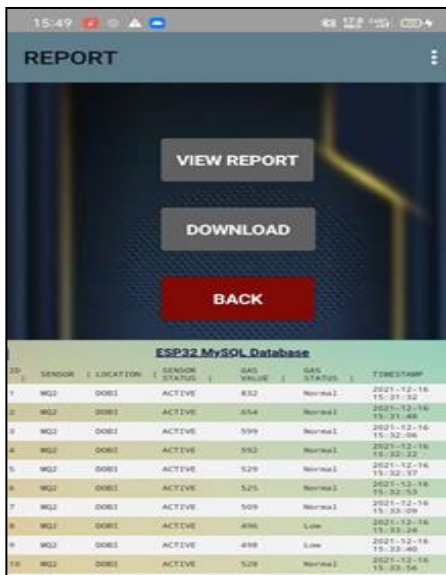 15:49
REPORT
VIEW REPORT
DOWNLOAD
BACK
ESP32 MySQL Database
ID | SENSOR | LOCATION | SENSOR STATUS | GAS VALUE | GAS STATUS | TIMESTAMP
1 MQ2 DOBI ACTIVE 832 Normal 2021-12-16 15:31:32
2 MQ2 DOBI ACTIVE 654 Normal 2021-12-16 15:31:48
3 MQ2 DOBI ACTIVE 599 Normal 2021-12-16 15:32:06
4 MQ2 DOBI ACTIVE 592 Normal 2021-12-16 15:32:22
5 MQ2 DOBI ACTIVE 529 Normal 2021-12-16 15:32:37
6 MQ2 DOBI ACTIVE 525 Normal 2021-12-16 15:32:53
7 MQ2 DOBI ACTIVE 509 Normal 2021-12-16 15:33:09
8 MQ2 DOBI ACTIVE 496 Low 2021-12-16 15:33:24
9 MQ2 DOBI ACTIVE 498 Low 2021-12-16 15:33:40
10 MQ2 DOBI ACTIVE 528 Normal 2021-12-16 15:33:56